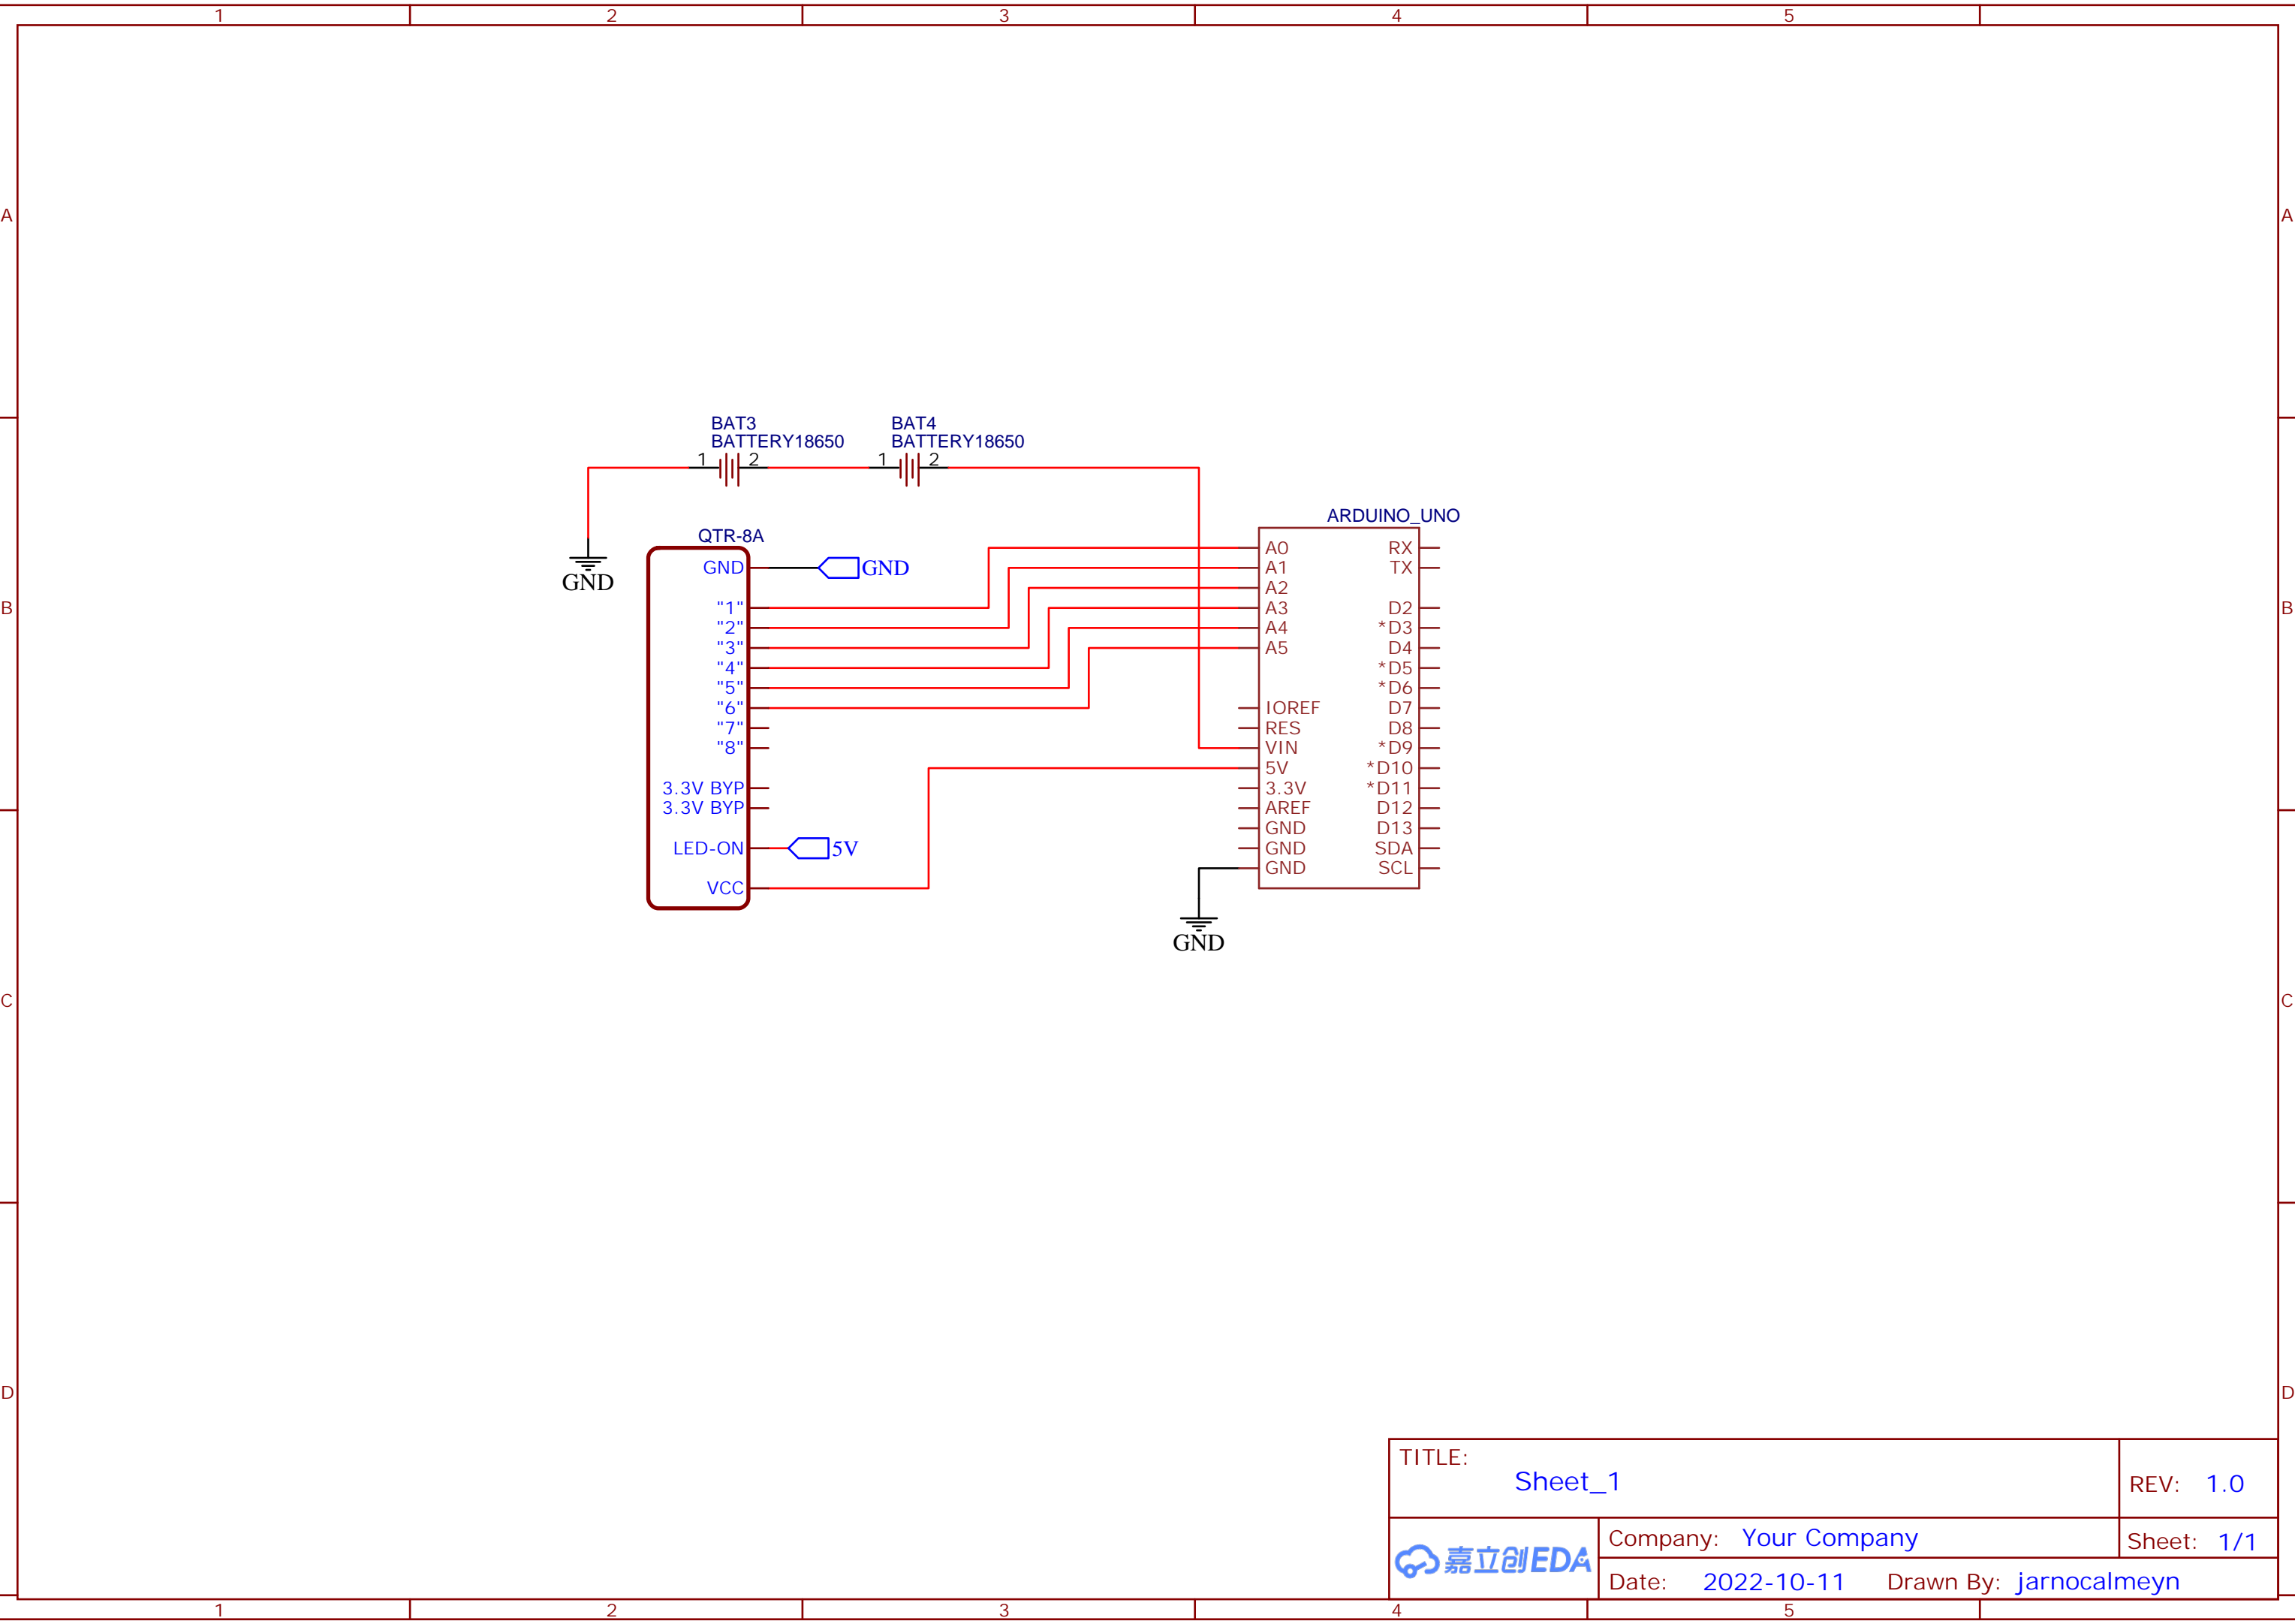 1 2 3 4 5
A A
BAT3 BAT4
BATTERY18650 BATTERY18650
1 2 1 2
ARDUINO_UNO
QTR-8A
GND
GND GND
"1"
"2"
"3"
"4"
"5"
"6"
"7"
"8"
3.3V BYP
3.3V BYP
LED-ON 5V
VCC
A0 RX
A1 TX
A2
A3 D2
A4 *D3
A5 D4
*D5
*D6
IOREF D7
RES D8
VIN *D9
5V *D10
3.3V *D11
AREF D12
GND D13
GND SDA
GND SCL
GND
B B
C C
D D
TITLE:
Sheet_1
REV: 1.0
嘉立创EDA
Company: Your Company
Sheet: 1/1
Date: 2022-10-11 Drawn By: jarnocalmeyn
1 2 3 4 5